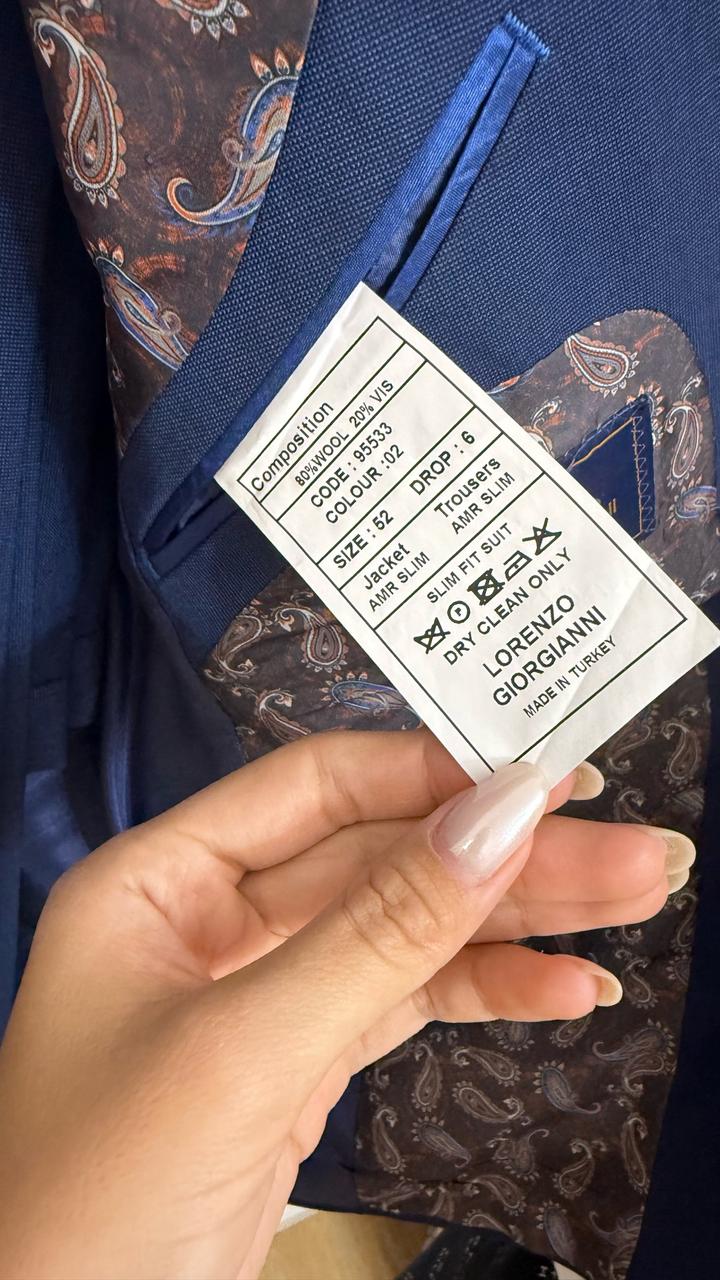 Composition
80%WOOL 20% VIS
CODE : 95533
COLOUR :02
SIZE : 52 DROP : 6
Jacket Trousers
AMR SLIM AMR SLIM
SLIM FIT SUIT
DRY CLEAN ONLY
LORENZO
GIORGIANNI
MADE IN TURKEY